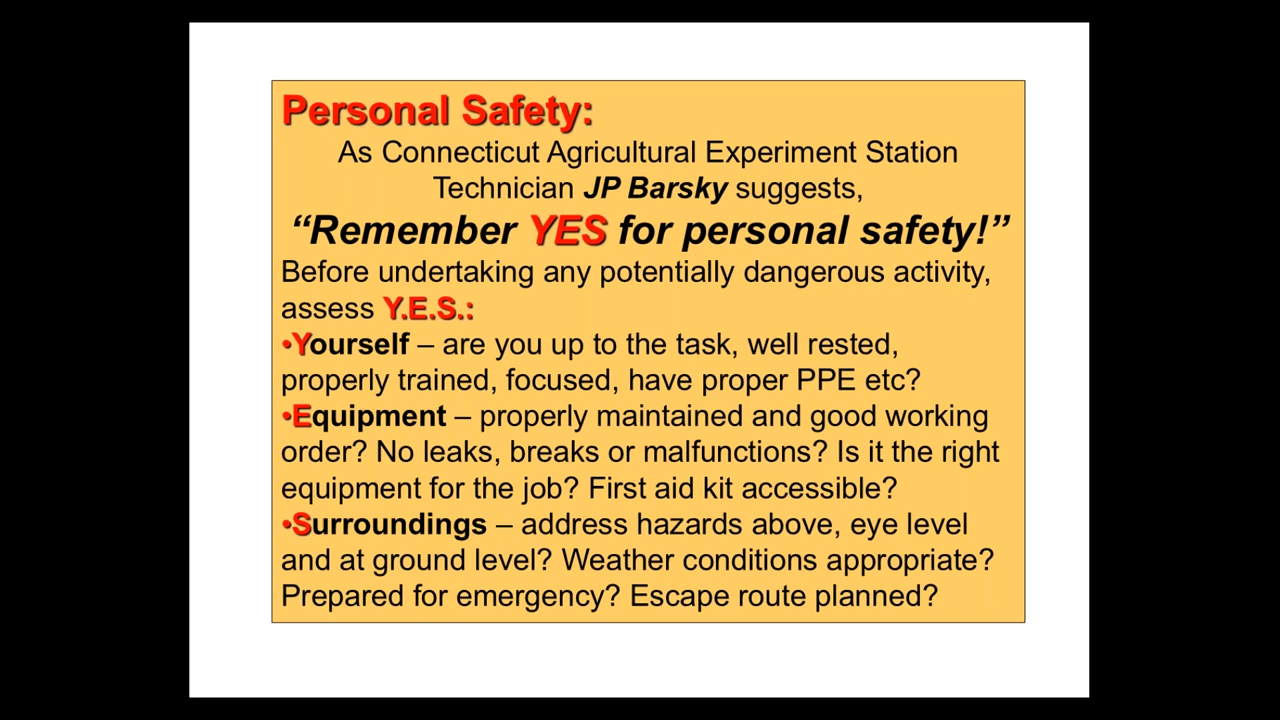 Personal Safety:
As Connecticut Agricultural Experiment Station
Technician JP Barsky suggests,
“Remember YES for personal safety!”
Before undertaking any potentially dangerous activity,
assess Y.E.S.:
•Yourself – are you up to the task, well rested,
properly trained, focused, have proper PPE etc?
•Equipment – properly maintained and good working
order? No leaks, breaks or malfunctions? Is it the right
equipment for the job? First aid kit accessible?
•Surroundings – address hazards above, eye level
and at ground level? Weather conditions appropriate?
Prepared for emergency? Escape route planned?